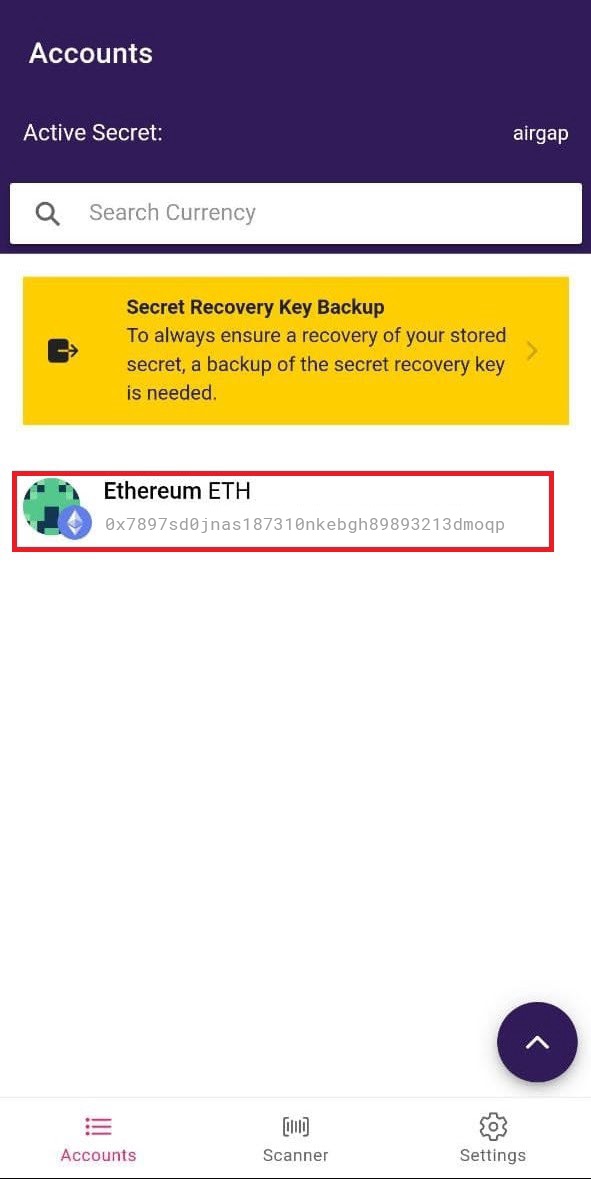 Accounts
Active Secret:
airgap
Search Currency
Secret Recovery Key Backup
To always ensure a recovery of your stored
secret, a backup of the secret recovery key
is needed.
Ethereum ETH
0x7897sd0jnas187310nkebgh89893213dmoqp
Accounts
Scanner
Settings